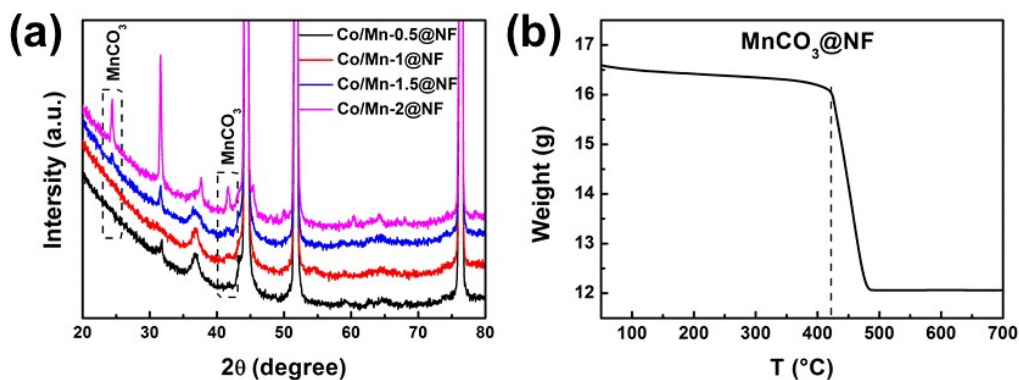 (a)
MnCO3
MnCO3
Co/Mn-0.5@NF
Co/Mn-1@NF
Co/Mn-1.5@NF
Co/Mn-2@NF
Intersity (a.u.)
20 30 40 50 60 70 80
2θ (degree)
(b)
MnCO3@NF
Weight (g)
17
16
15
14
13
12
100 200 300 400 500 600 700
T (°C)